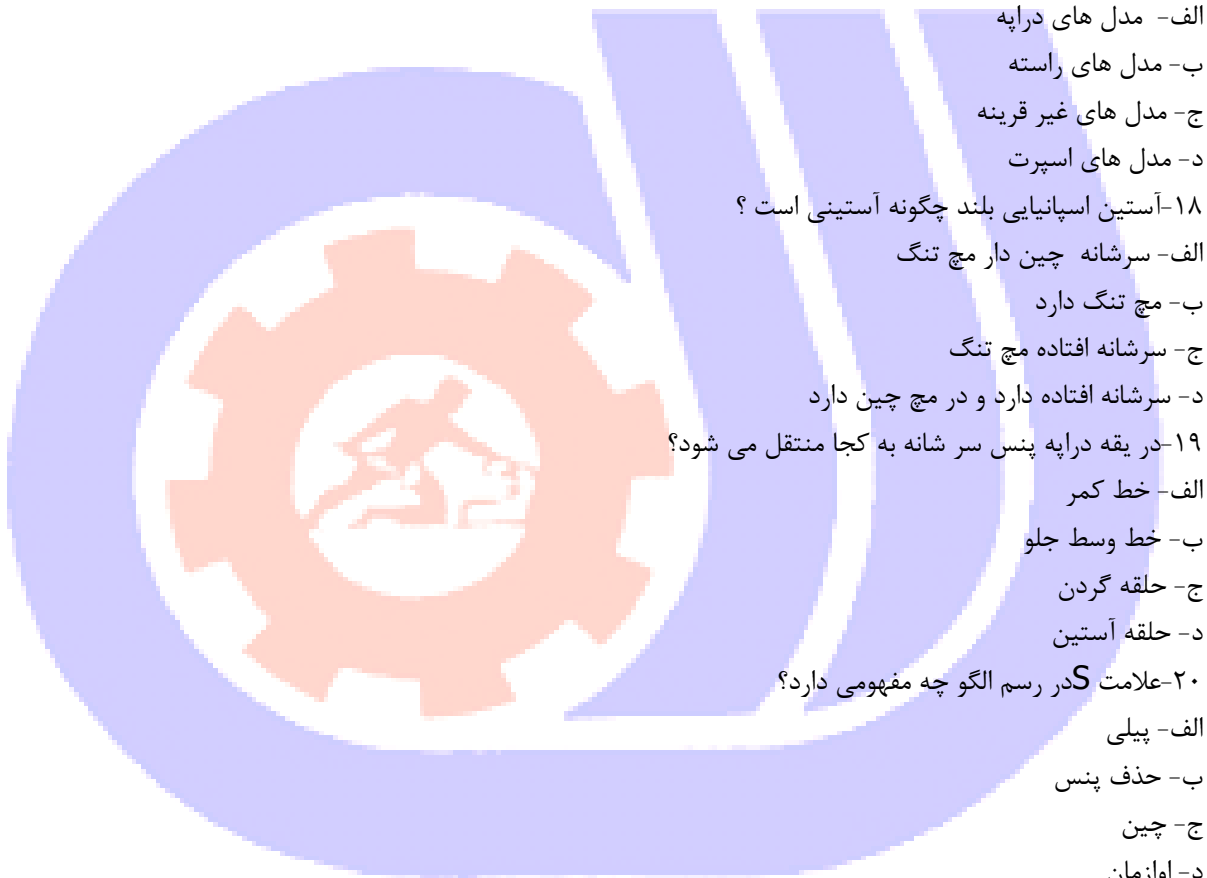 الف- مدل های دراپه
ب- مدل های راسته
ج- مدل های غیر قرینه
د- مدل های اسپرت
۱۸-آستین اسپانیایی بلند چگونه آستینی است ؟
الف- سرشانه چین دار مچ تنگ
ب- مچ تنگ دارد
ج- سرشانه افتاده مچ تنگ
د- سرشانه افتاده دارد و در مچ چین دارد
۱۹-در یقه دراپه پنس سر شانه به کجا منتقل می شود؟
الف- خط کمر
ب- خط وسط جلو
ج- حلقه گردن
د- حلقه آستین
۲۰-علامت S در رسم الگو چه مفهومی دارد؟
الف- پیلی
ب- حذف پنس
ج- چین
د- اوازمان